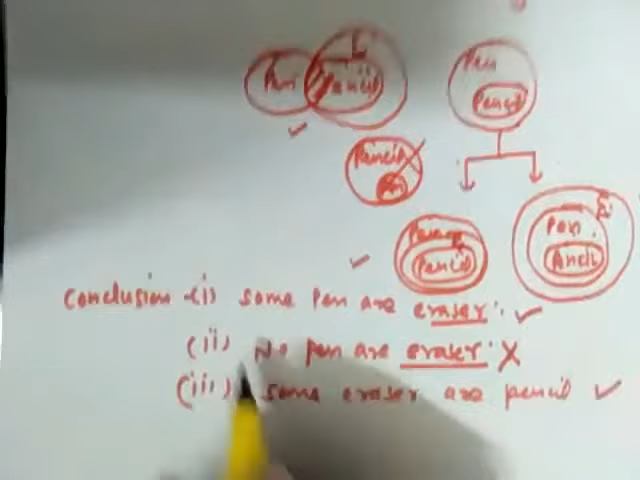 E
Pen Pencil
Pen
Pencil
Pencil
Pen
E
Pen
Pencil
Pencil
Conclusion -(i) some pen are eraser. ✓
(ii) No pen are eraser. X
(iii) some eraser are pencil ✓